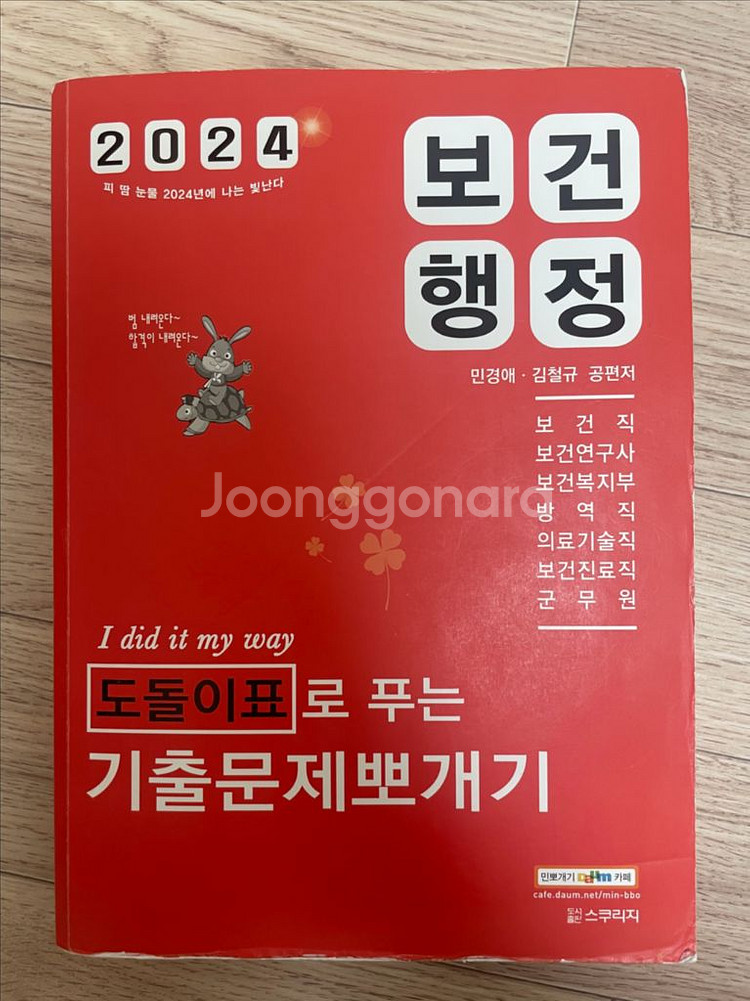 2024
피 땀 눈물 2024년에 나는 빛난다
보건
행정
민경애 · 김철규 공편저
범 내려온다~
합격이 내려온다~
보 건 직
보건연구사
보건복지부
방 역 직
의료기술직
보건진료직
군 무 원
Joonggonara
I did it my way
도돌이표로 푸는
기출문제뽀개기
민뽀개기 Daum 카페
cafe.daum.net/min-bbo
도서출판 스쿠리지